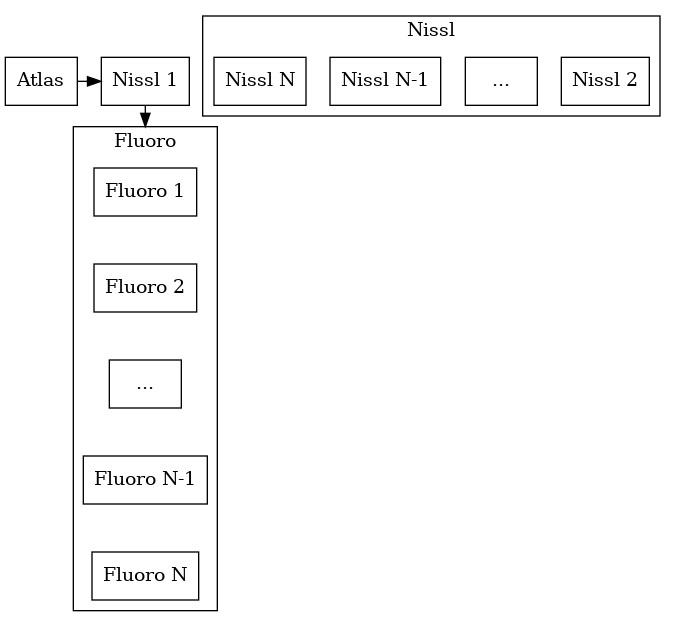 Nissl
Atlas
Nissl 1
Nissl N
Nissl N-1
...
Nissl 2
Fluoro
Fluoro 1
Fluoro 2
...
Fluoro N-1
Fluoro N